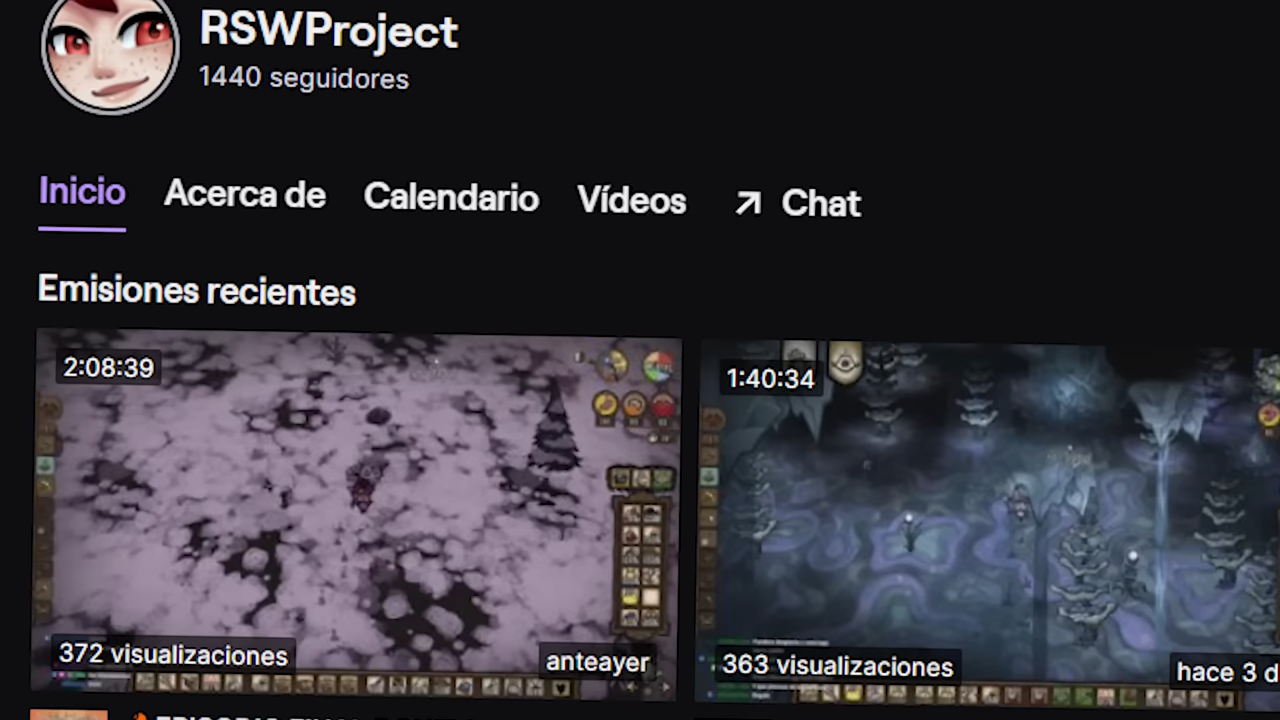 RSWProject
1440 seguidores
Inicio Acerca de Calendario Vídeos Chat
Emisiones recientes
2:08:39
1:40:34
372 visualizaciones
anteayer
363 visualizaciones
hace 3 d